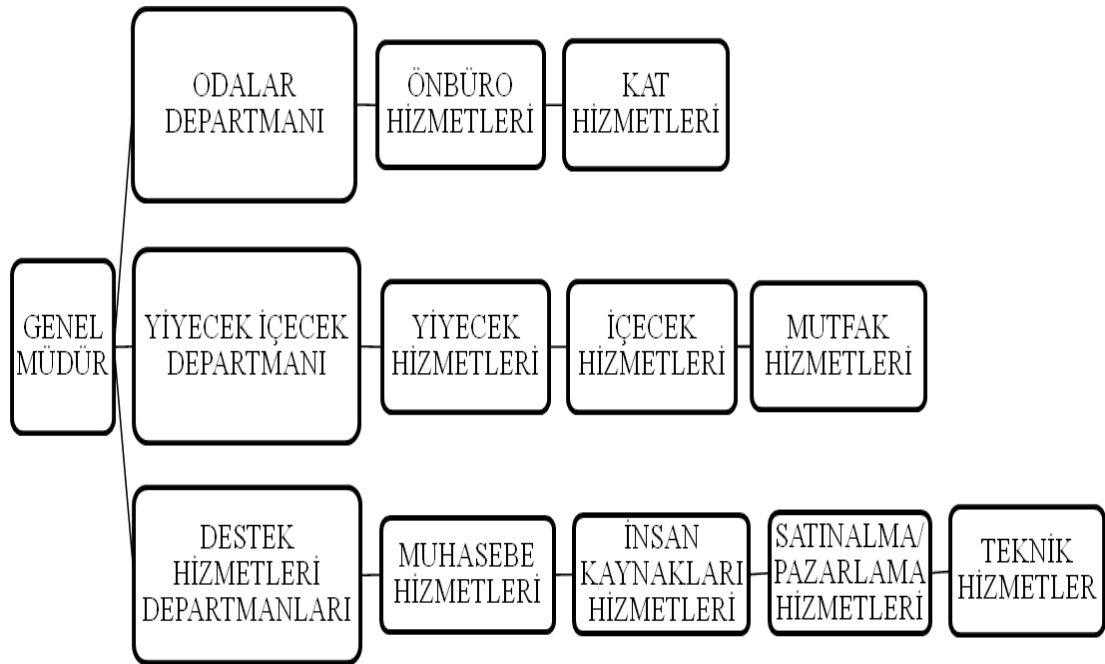 ODALAR
DEPARTMANI
ÖNBÜRO
HİZMETLERİ
KAT
HİZMETLERİ
GENEL
MÜDÜR
YİYECEK İÇECEK
DEPARTMANI
YİYECEK
HİZMETLERİ
İÇECEK
HİZMETLERİ
MUTFAK
HİZMETLERİ
DESTEK
HİZMETLERİ
DEPARTMANLARI
MUHASEBE
HİZMETLERİ
İNSAN
KAYNAKLARI
HİZMETLERİ
SATINALMA/
PAZARLAMA
HİZMETLERİ
TEKNİK
HİZMETLER